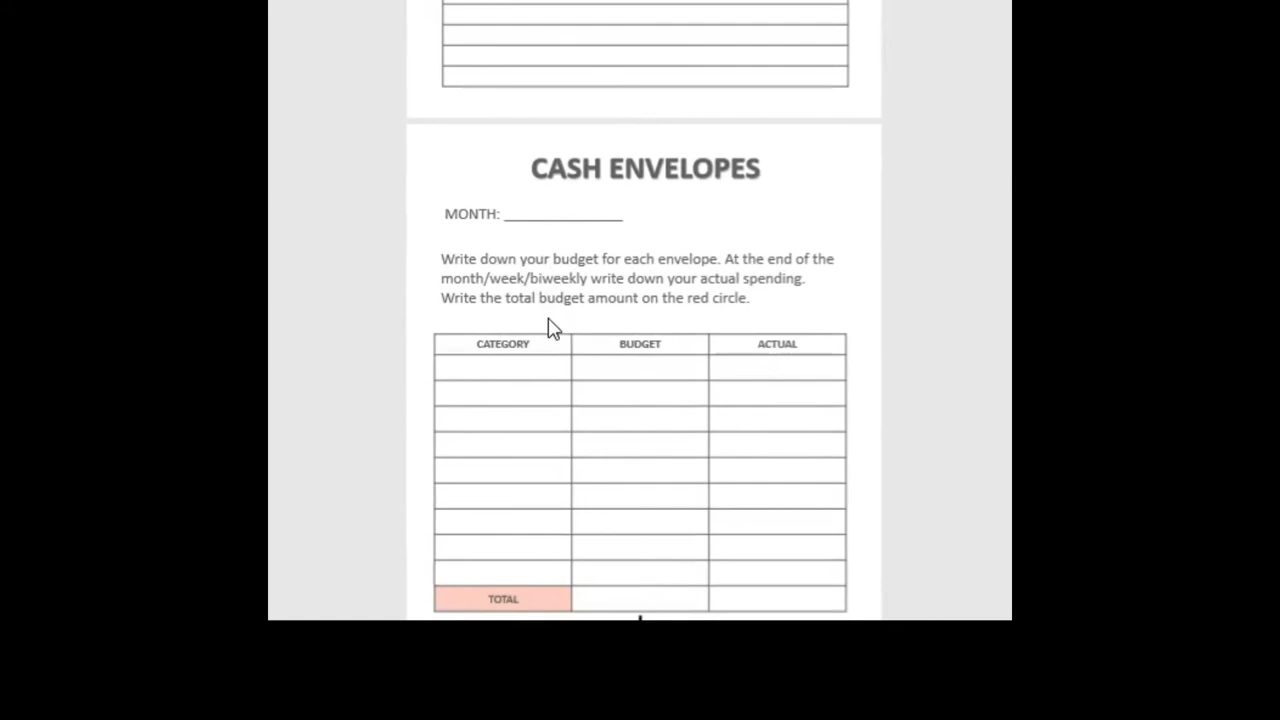 CASH ENVELOPES
MONTH: _______________
Write down your budget for each envelope. At the end of the
month/week/biweekly write down your actual spending.
Write the total budget amount on the red circle.
CATEGORY BUDGET ACTUAL
TOTAL